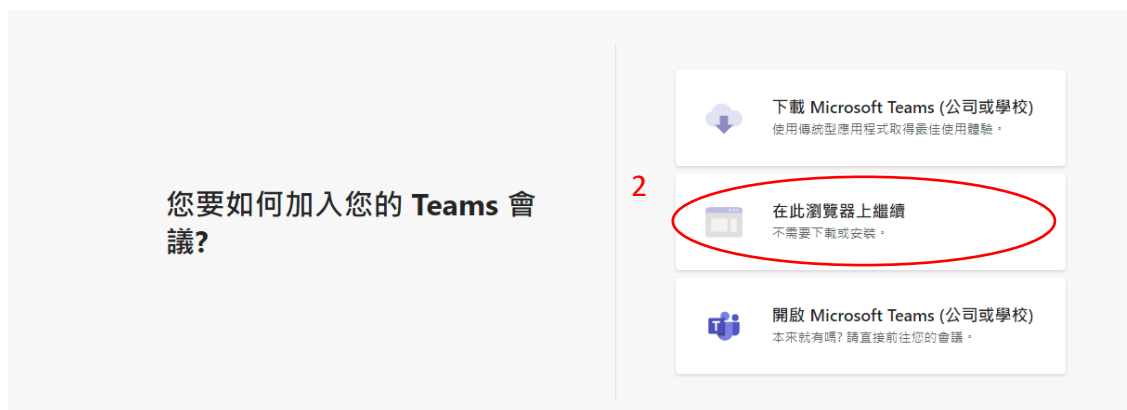 您要如何加入您的 Teams 會
議?
下載 Microsoft Teams (公司或學校)
使用傳統型應用程式取得最佳使用體驗。
2
在此瀏覽器上繼續
不需要下載或安裝。
開啟 Microsoft Teams (公司或學校)
本來就有嗎? 請直接前往您的會議。